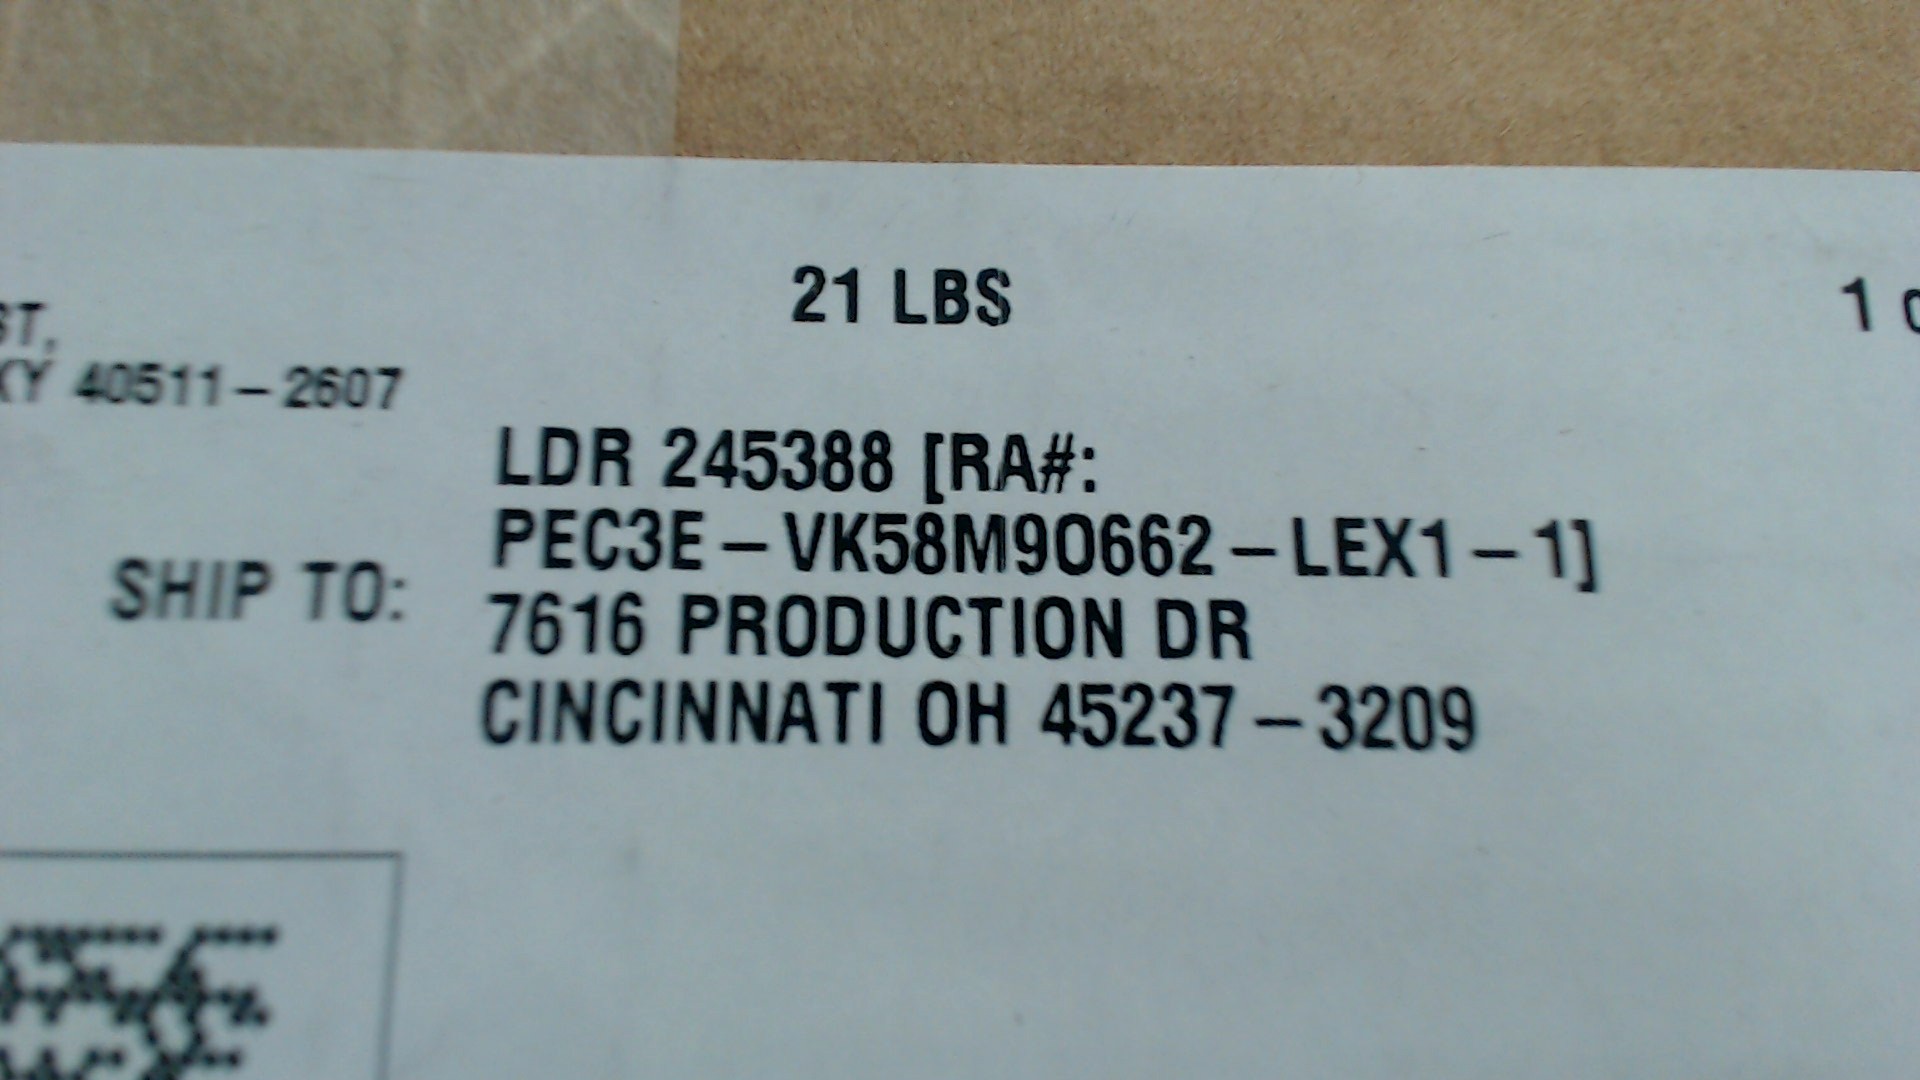 21 LBS
1
40511-2607
LDR 245388 [RA#:
PEC3E-VK58M90662-LEX1-1]
SHIP TO:
7616 PRODUCTION DR
CINCINNATI OH 45237-3209